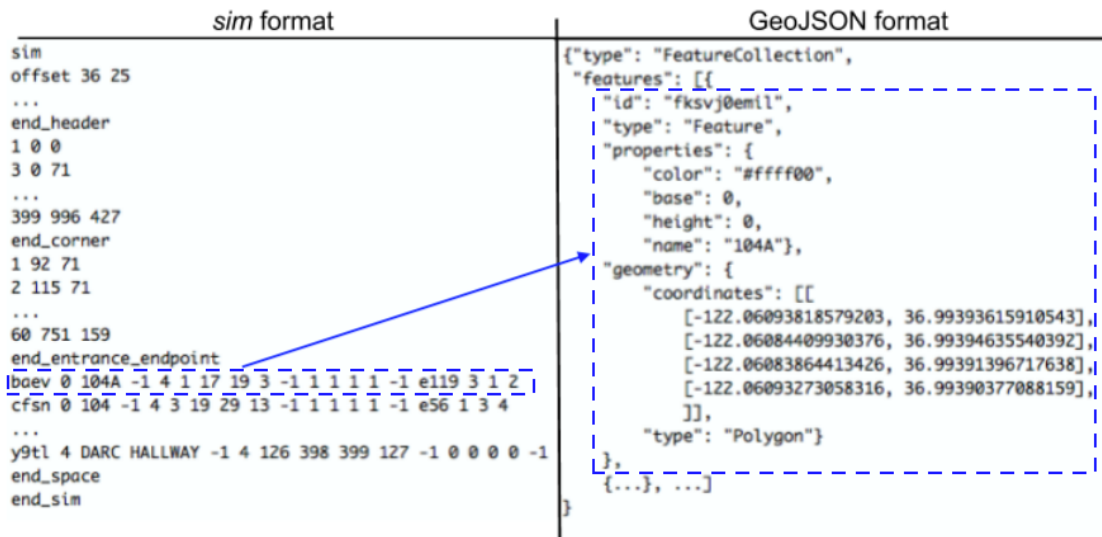 sim format
sim
offset 36 25
...
end_header
1 0 0
3 0 71
...
399 996 427
end_corner
1 92 71
2 115 71
...
60 751 159
end_entrance_endpoint
baev 0 104A -1 4 1 17 19 3 -1 1 1 1 1 -1 e119 3 1 2
cfsn 0 104 -1 4 3 19 29 13 -1 1 1 1 1 -1 e56 1 3 4
...
y9tl 4 DARC HALLWAY -1 4 126 398 399 127 -1 0 0 0 0 -1
end_space
end_sim
GeoJSON format
{"type": "FeatureCollection",
"features": [{
"id": "fksvj0emil",
"type": "Feature",
"properties": {
"color": "#ffff00",
"base": 0,
"height": 0,
"name": "104A"},
"geometry": {
"coordinates": [[
[-122.06093818579203, 36.99393615910543],
[-122.06084409930376, 36.99394635540392],
[-122.06083864413426, 36.993913967171638],
[-122.06093273058316, 36.99390377088159],
]],
"type": "Polygon"}
},
{...}, ...]
}